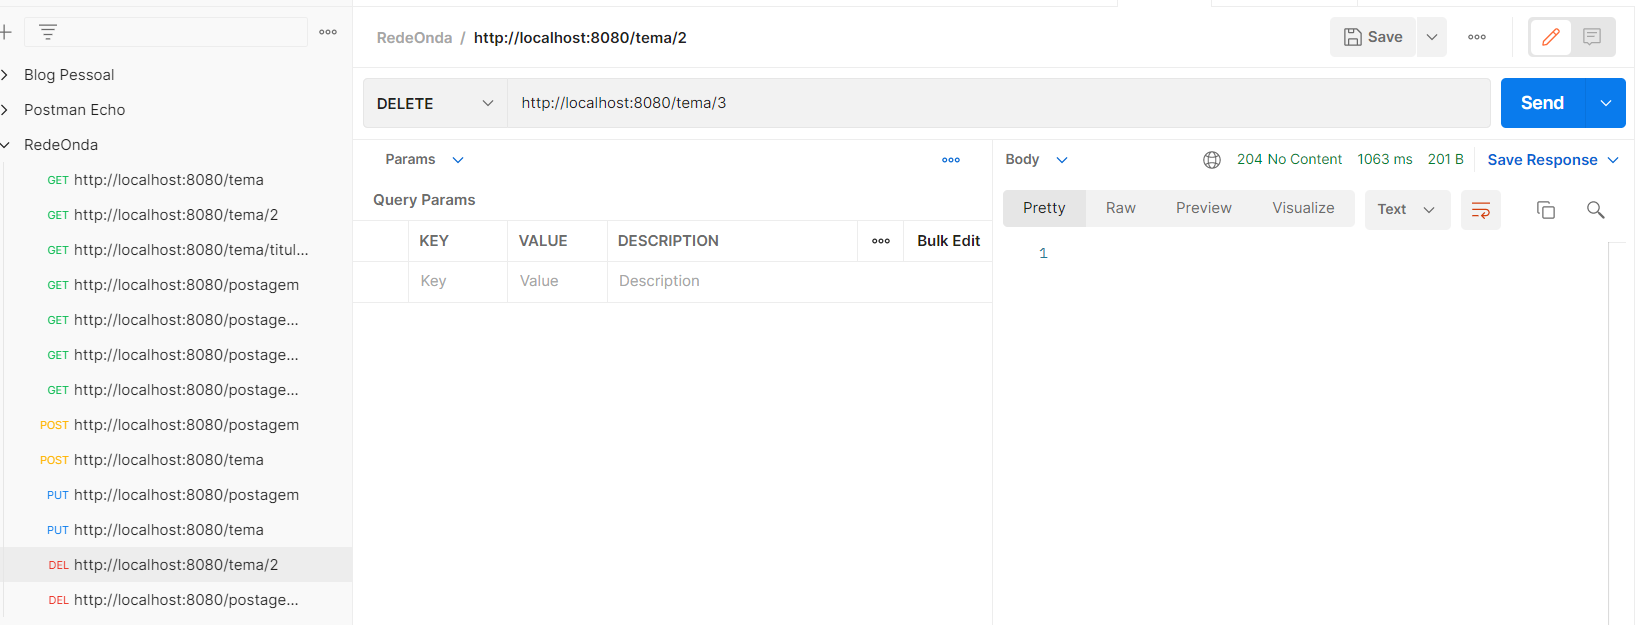 Blog Pessoal
Postman Echo
RedeOnda
GET http://localhost:8080/tema
GET http://localhost:8080/tema/2
GET http://localhost:8080/tema/titul...
GET http://localhost:8080/postagem
GET http://localhost:8080/postage...
GET http://localhost:8080/postage...
GET http://localhost:8080/postage...
POST http://localhost:8080/postagem
POST http://localhost:8080/tema
PUT http://localhost:8080/postagem
PUT http://localhost:8080/tema
DEL http://localhost:8080/tema/2
DEL http://localhost:8080/postage...
RedeOnda / http://localhost:8080/tema/2
Save
DELETE http://localhost:8080/tema/3
Send
Params
Query Params
KEY VALUE DESCRIPTION Bulk Edit
Key Value Description
Body 204 No Content 1063 ms 201 B Save Response
Pretty Raw Preview Visualize Text
1